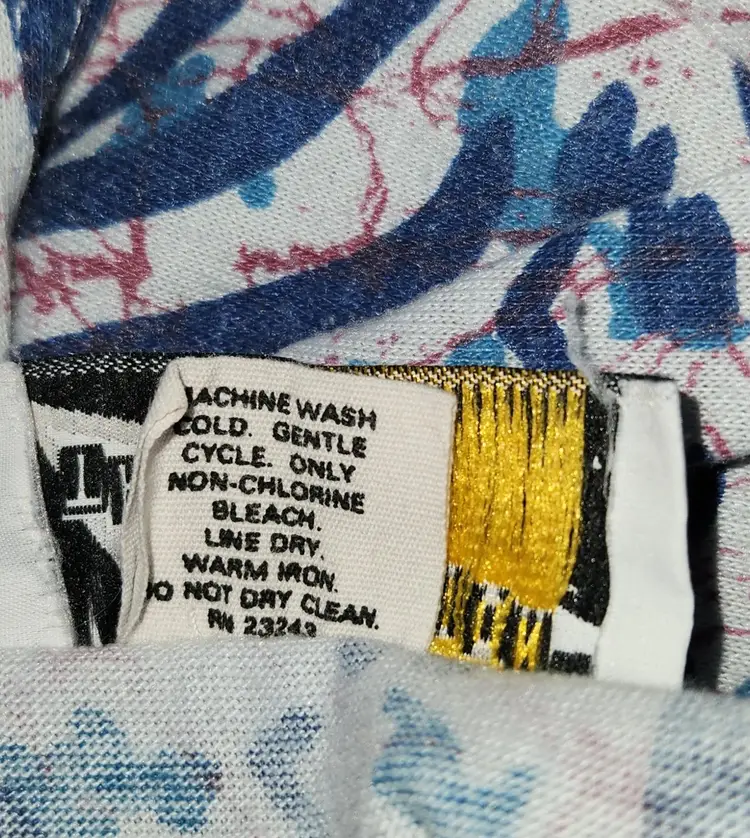 MACHINE WASH
COLD. GENTLE
CYCLE. ONLY
NON-CHLORINE
BLEACH.
LINE DRY.
WARM IRON.
DO NOT DRY CLEAN.
RN 23243